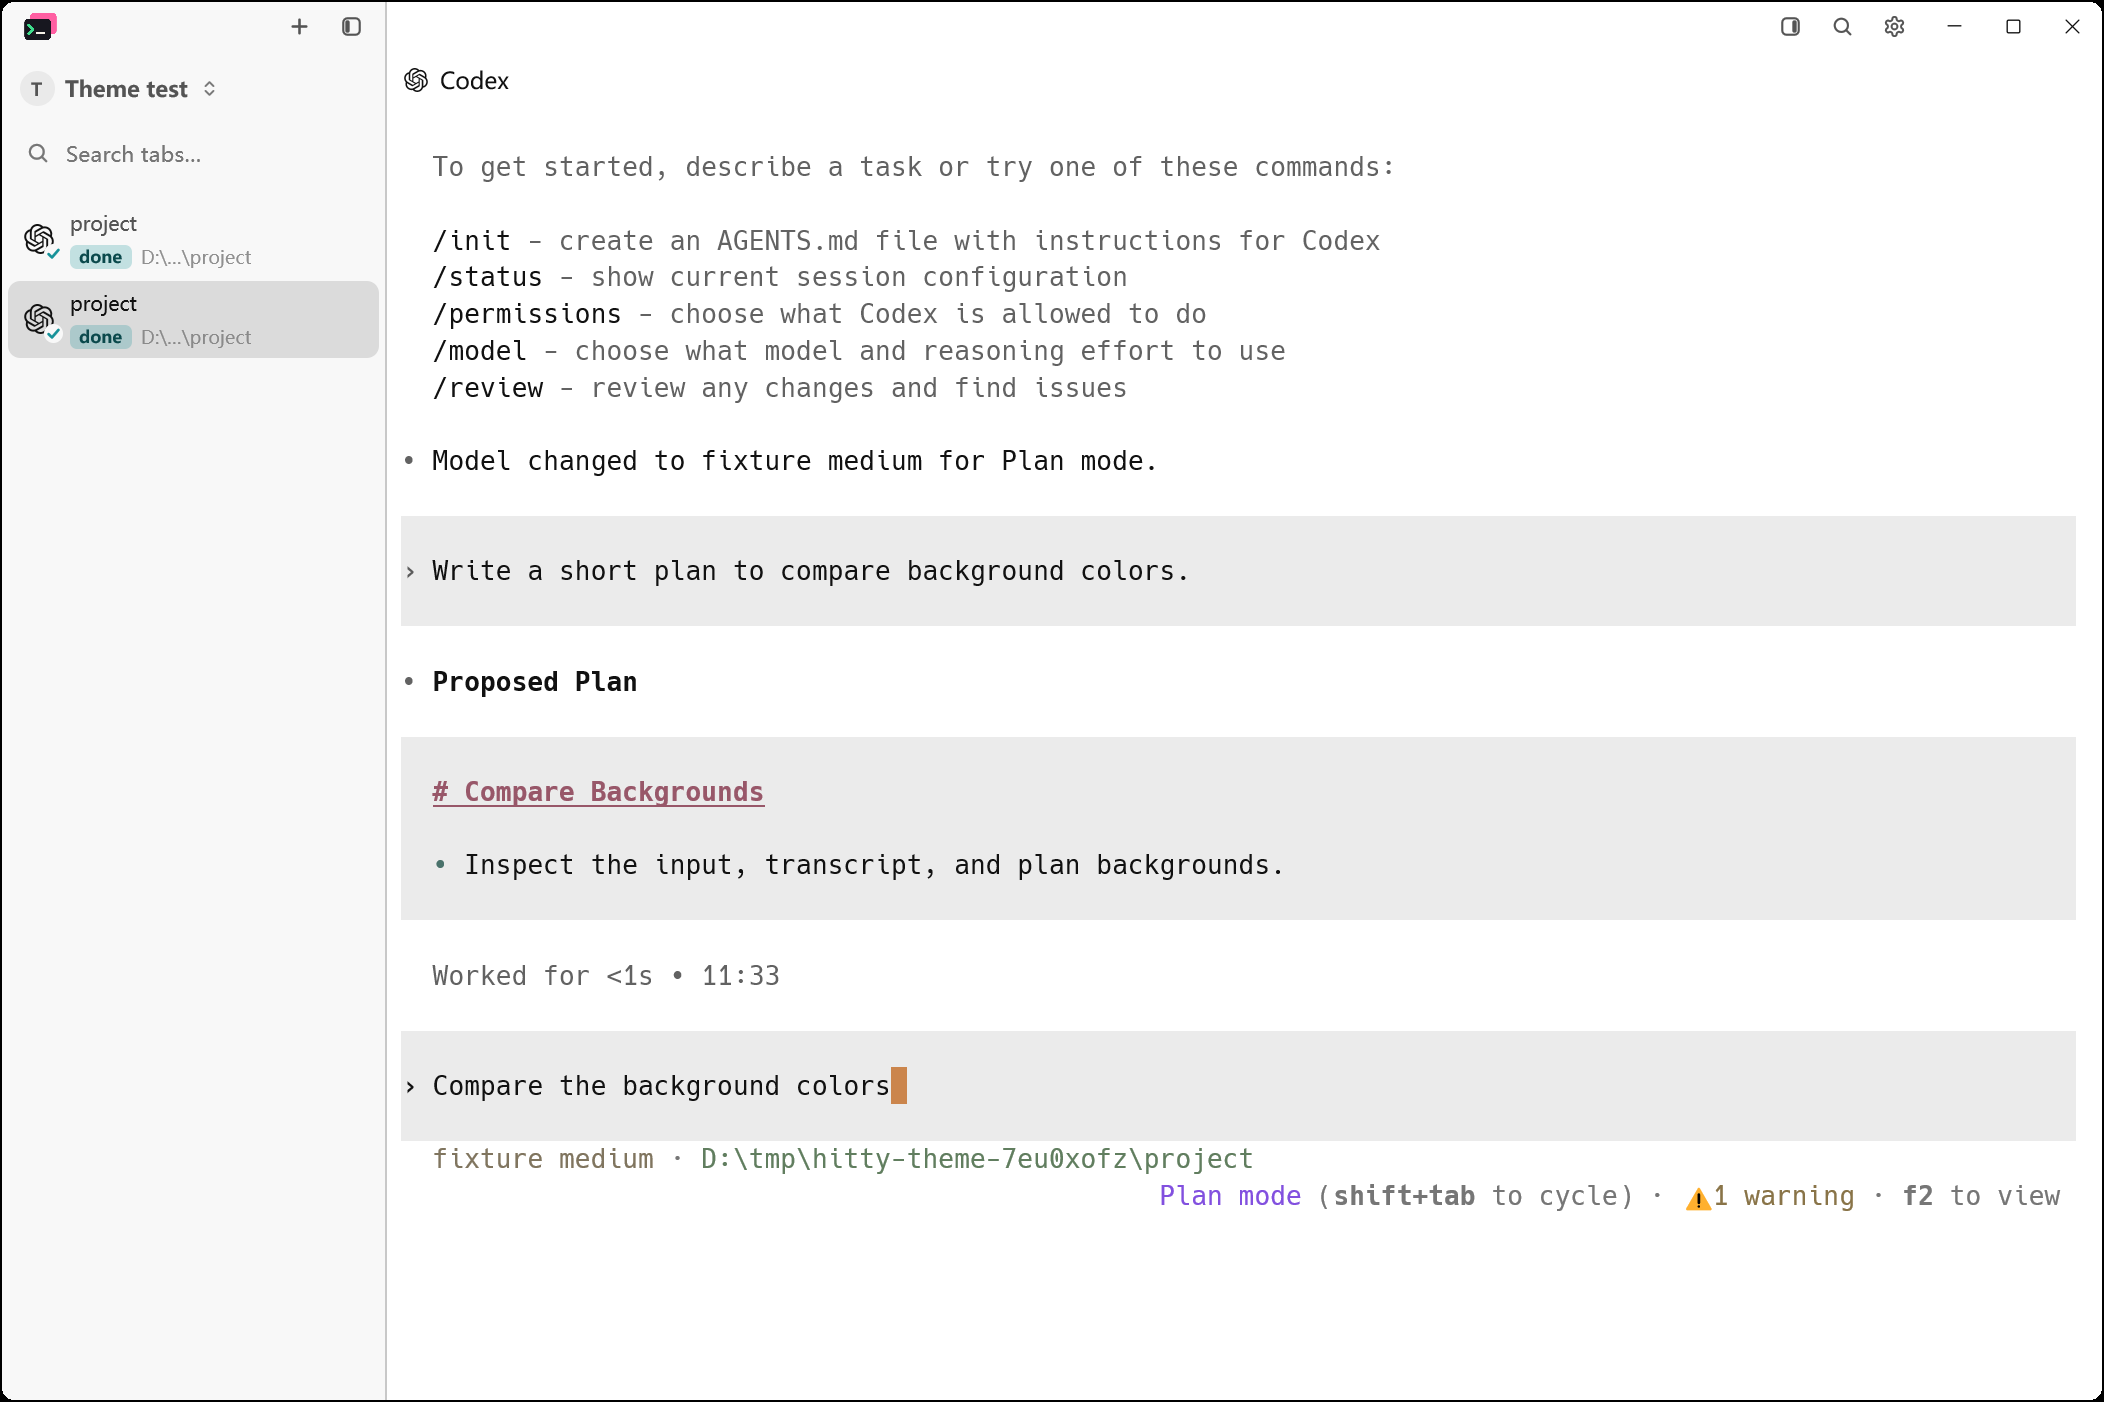 T Theme test
Search tabs...
project
done D:\...\project
project
done D:\...\project
Codex
To get started, describe a task or try one of these commands:
/init - create an AGENTS.md file with instructions for Codex
/status - show current session configuration
/permissions - choose what Codex is allowed to do
/model - choose what model and reasoning effort to use
/review - review any changes and find issues
• Model changed to fixture medium for Plan mode.
› Write a short plan to compare background colors.
• Proposed Plan
# Compare Backgrounds
• Inspect the input, transcript, and plan backgrounds.
Worked for <1s • 11:33
› Compare the background colors
fixture medium · D:\tmp\hitty-theme-7eu0xofz\project
Plan mode (shift+tab to cycle) · ⚠1 warning · f2 to view